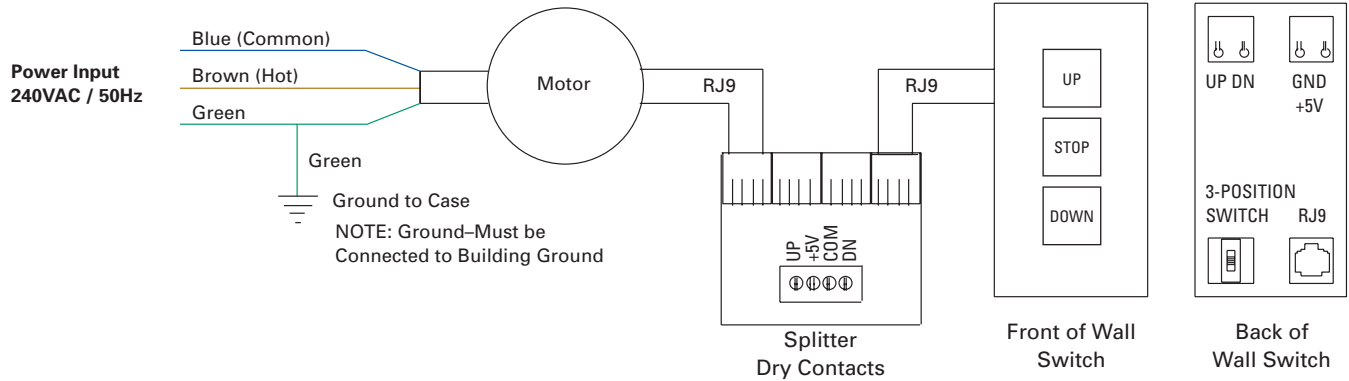 Power Input
240VAC / 50Hz
Blue (Common)
Brown (Hot)
Green
Green
Ground to Case
NOTE: Ground–Must be
Connected to Building Ground
Motor
RJ9
RJ9
UP
+5V
COM
DN
Splitter
Dry Contacts
UP
STOP
DOWN
Front of Wall
Switch
UP DN
GND
+5V
3-POSITION
SWITCH
RJ9
Back of
Wall Switch